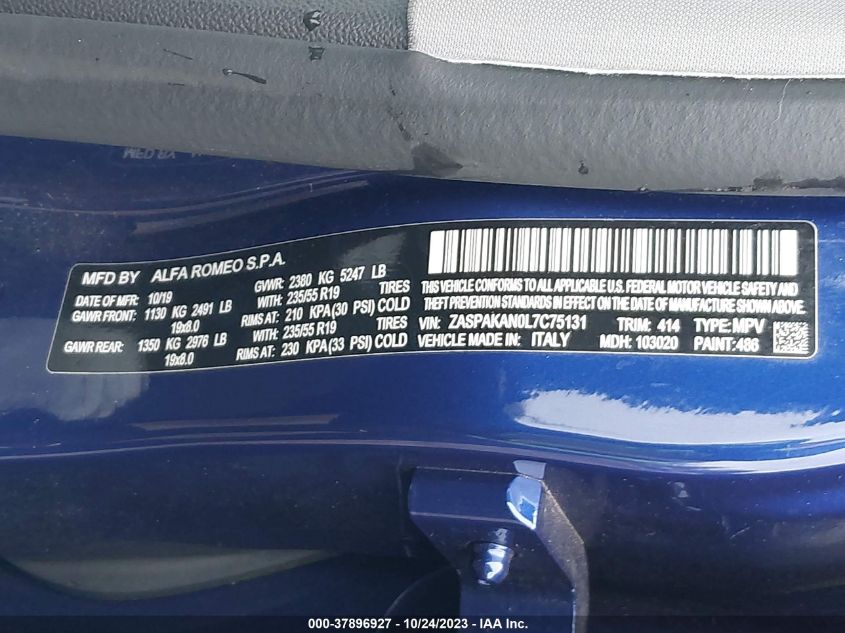 MFD BY ALFA ROMEO S.P.A.
DATE OF MFR: 10/19 GVWR: 2380 KG 5247 LB
GAWR FRONT: 1130 KG 2491 LB WITH: 235/55 R19 TIRES
19x8.0 RIMS AT: 210 KPA(30 PSI) COLD
GAWR REAR: 1350 KG 2976 LB WITH: 235/55 R19 TIRES
19x8.0 RIMS AT: 230 KPA(33 PSI) COLD
THIS VEHICLE CONFORMS TO ALL APPLICABLE U.S. FEDERAL MOTOR VEHICLE SAFETY, BUMPER, AND
THEFT PREVENTION STANDARDS IN EFFECT ON THE DATE OF MANUFACTURE SHOWN ABOVE.
VIN: ZASPAKAN0L7C75131 TRIM: 414 TYPE: MPV
VEHICLE MADE IN: ITALY MDH: 103020 PAINT: 486
000-37896927 - 10/24/2023 - IAA Inc.